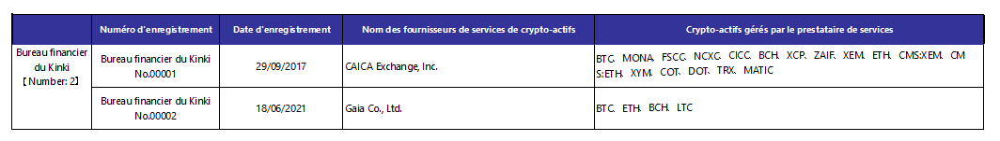 Numéro d'enregistrement Date d'enregistrement Nom des fournisseurs de services de crypto-actifs Crypto-actifs gérés par le prestataire de services
Bureau financier
du Kinki
【Number: 2】
Bureau financier du Kinki
No.00001
29/09/2017
CAICA Exchange, Inc.
BTC、MONA、FSCC、NCXC、CICC、BCH、XCP、ZAIF、XEM、ETH、CMS:XEM、CM
S:ETH、XYM、COT、DOT、TRX、MATIC
Bureau financier du Kinki
No.00002
18/06/2021
Gaia Co., Ltd.
BTC、ETH、BCH、LTC